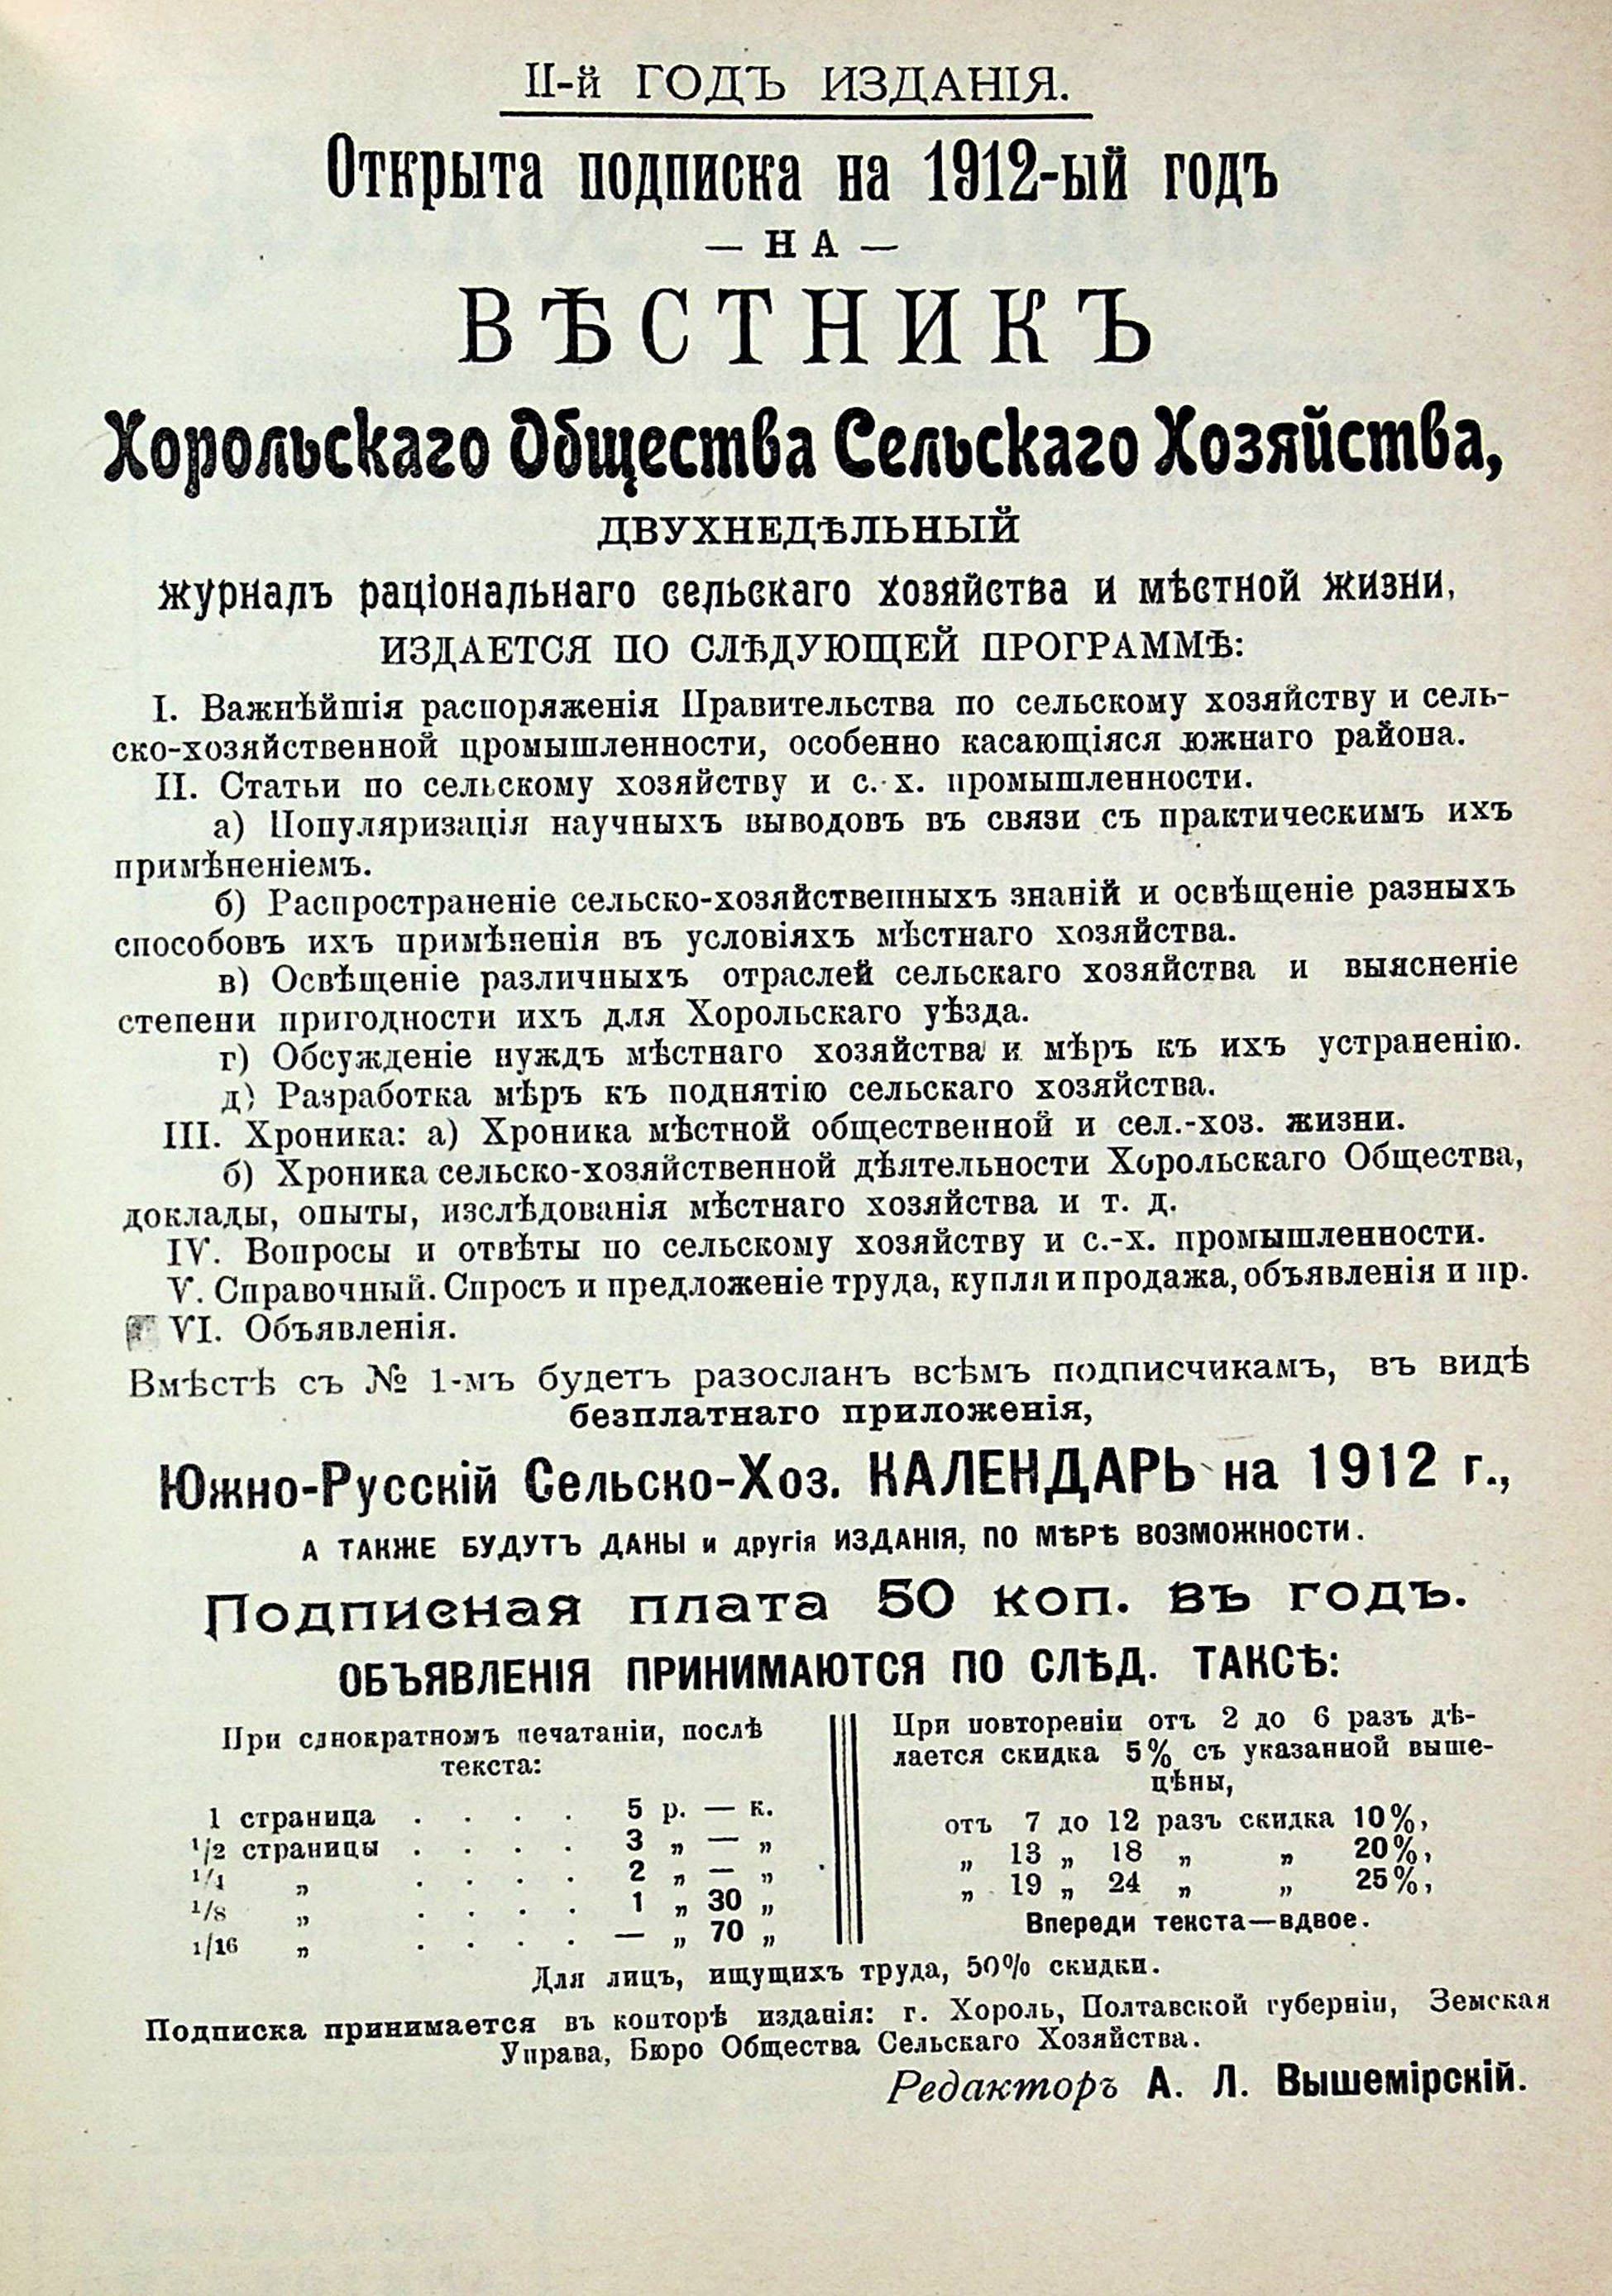 II-й ГОДЪ ИЗДАНІЯ.
Открыта подписка на 1912-ый годъ
— НА —
ВѢСТНИКЪ
Хорольскаго Общества Сельскаго Хозяйства,
ДВУХНЕДѢЛЬНЫЙ
журналъ раціональнаго сельскаго хозяйства и мѣстной жизни,
ИЗДАЕТСЯ ПО СЛѢДУЮЩЕЙ ПРОГРАММѢ:
I. Важнѣйшія распоряженія Правительства по сельскому хозяйству и сель-
ско-хозяйственной промышленности, особенно касающіяся южнаго района.
II. Статьи по сельскому хозяйству и с.-х. промышленности.
а) Популяризація научныхъ выводовъ въ связи съ практическимъ ихъ
примѣненіемъ.
б) Распространеніе сельско-хозяйственныхъ знаній и освѣщеніе разныхъ
способовъ ихъ примѣненія въ условіяхъ мѣстнаго хозяйства.
в) Освѣщеніе различныхъ отраслей сельскаго хозяйства и выясненіе
степени пригодности ихъ для Хорольскаго уѣзда.
г) Обсужденіе нуждъ мѣстнаго хозяйства и мѣръ къ ихъ устраненію.
д) Разработка мѣръ къ поднятію сельскаго хозяйства.
III. Хроника: а) Хроника мѣстной общественной и сел.-хоз. жизни.
б) Хроника сельско-хозяйственной дѣятельности Хорольскаго Общества,
доклады, опыты, изслѣдованія мѣстнаго хозяйства и т. д.
IV. Вопросы и отвѣты по сельскому хозяйству и с.-х. промышленности.
V. Справочный. Спросъ и предложеніе труда, купля и продажа, объявленія и пр.
VI. Объявленія.
Вмѣстѣ съ № 1-мъ будетъ разосланъ всѣмъ подписчикамъ, въ видѣ
безплатнаго приложенія,
Южно-Русскій Сельско-Хоз. КАЛЕНДАРЬ на 1912 г.,
А ТАКЖЕ БУДУТЪ ДАНЫ и другія ИЗДАНІЯ, ПО МѢРѢ ВОЗМОЖНОСТИ.
Подписная плата 50 коп. въ годъ.
ОБЪЯВЛЕНІЯ ПРИНИМАЮТСЯ ПО СЛѢД. ТАКСѢ:
При однократномъ печатаніи, послѣ
текста:
1 страница . . . . 5 р. — к.
1/2 страницы . . . . 3 „ — „
1/4 „ . . . . 2 „ — „
1/8 „ . . . . 1 „ 30 „
1/16 „ . . . . — „ 70 „
При повтореніи отъ 2 до 6 разъ дѣ-
лается скидка 5% съ указанной выше-
цѣны,
отъ 7 до 12 разъ скидка 10%,
„ 13 „ 18 „ „ 20%,
„ 19 „ 24 „ „ 25%,
Впереди текста—вдвое.
Для лицъ, ищущихъ труда, 50% скидки.
Подписка принимается въ конторѣ изданія: г. Хороль, Полтавской губерніи, Земская
Управа, Бюро Общества Сельскаго Хозяйства.
Редакторъ А. Л. Вышемірскій.